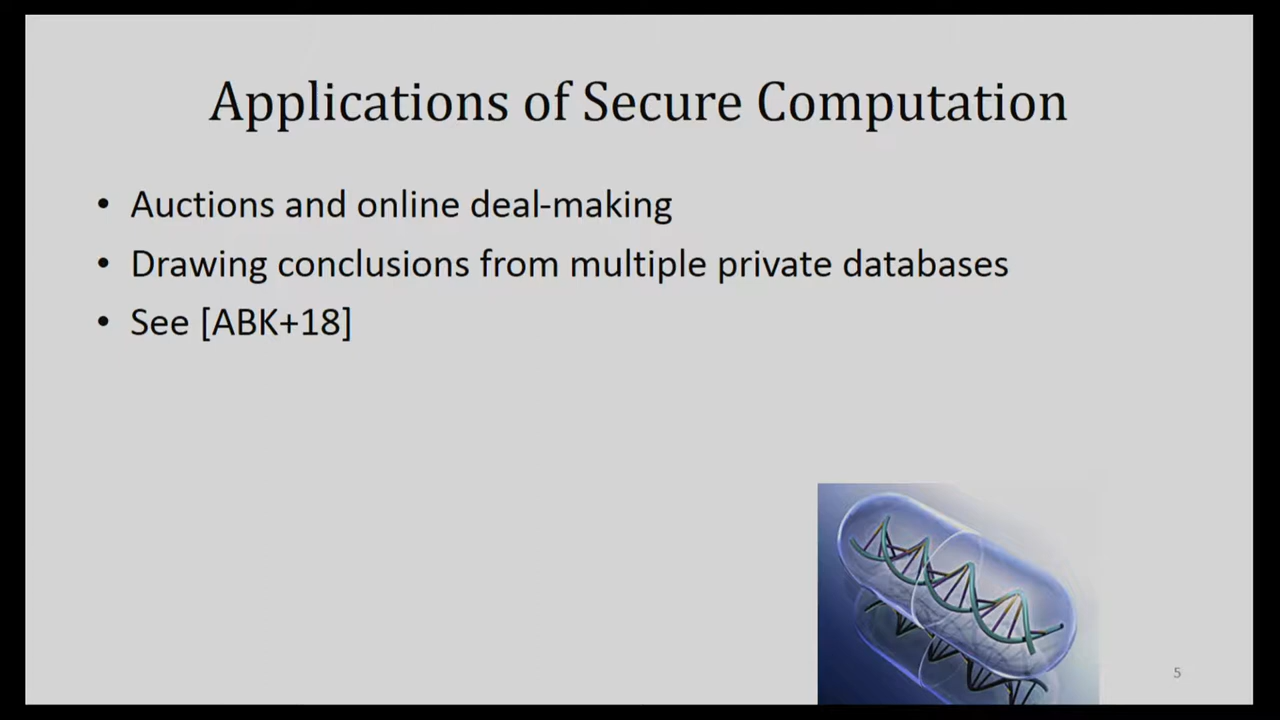 Applications of Secure Computation
• Auctions and online deal-making
• Drawing conclusions from multiple private databases
• See [ABK+18]
5